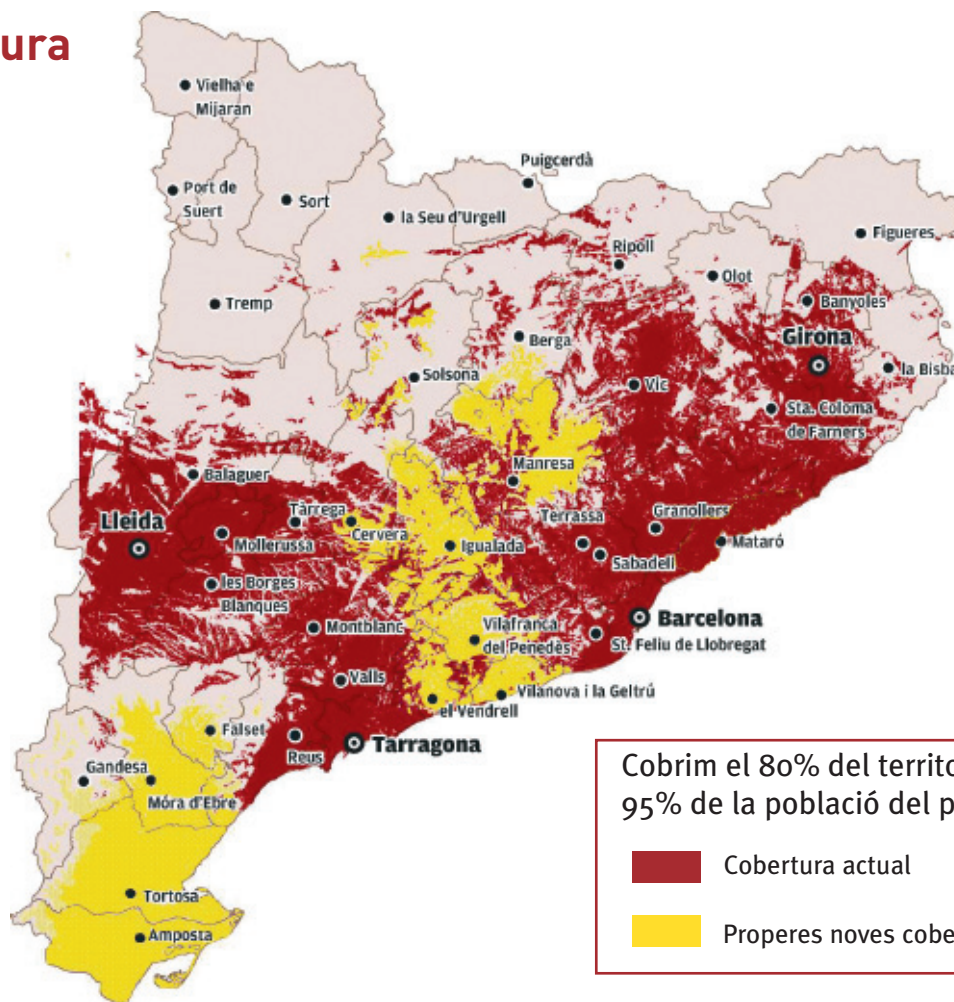 ura
Vielha e
Mijaran
Puigcerdà
Port de
Suert
Sort
la Seu d'Urgell
Figueres
Ripoll
Olot
Tremp
Banyoles
Berga
Girona
la Bisba
Solsona
Vic
Sta. Coloma
de Farners
Manresa
Balaguer
Tàrrega
Terrassa
Granollers
Lleida
Cervera
Mollerussa
Igualada
Mataró
Sabadell
les Borges
Blanques
Barcelona
Montblanc
Vilafranca
del Penedès
St. Feliu de Llobregat
Valls
Vilanova i la Geltrú
el Vendrell
Falset
Reus
Tarragona
Gandesa
Móra d'Ebre
Cobrim el 80% del territo
95% de la població del p
Cobertura actual
Tortosa
Properes noves cobe
Amposta